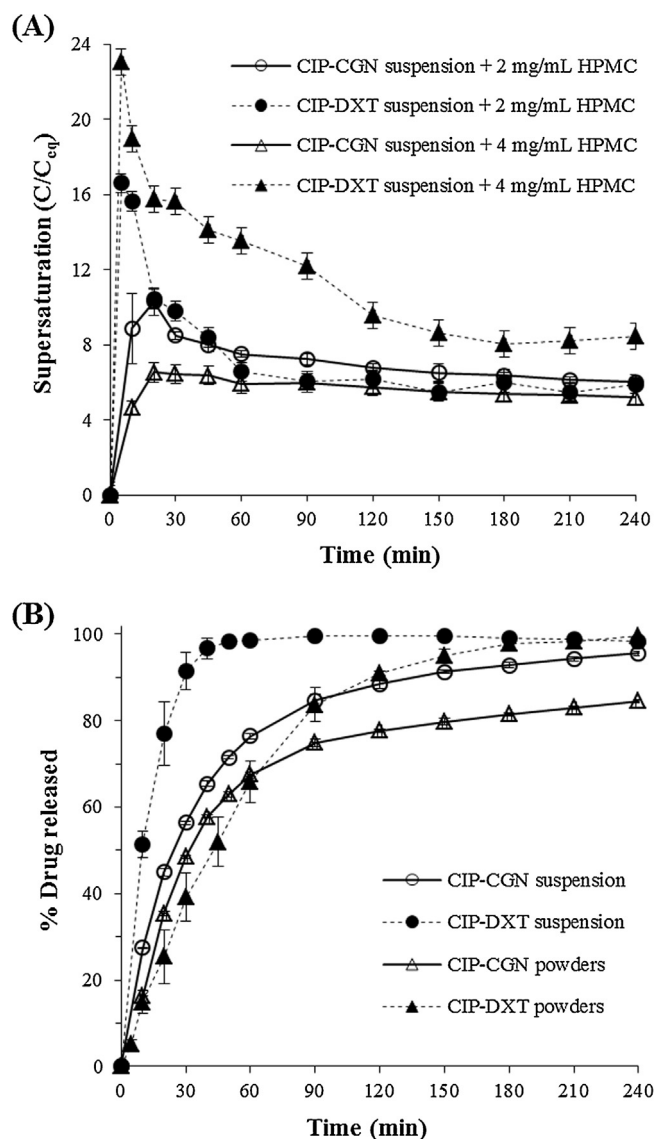 (A)
24
20
16
12
8
4
0
Supersaturation (C/Ceq)
CIP-CGN suspension + 2 mg/mL HPMC
CIP-DXT suspension + 2 mg/mL HPMC
CIP-CGN suspension + 4 mg/mL HPMC
CIP-DXT suspension + 4 mg/mL HPMC
0 30 60 90 120 150 180 210 240
Time (min)
(B)
100
80
60
40
20
0
% Drug released
CIP-CGN suspension
CIP-DXT suspension
CIP-CGN powders
CIP-DXT powders
0 30 60 90 120 150 180 210 240
Time (min)